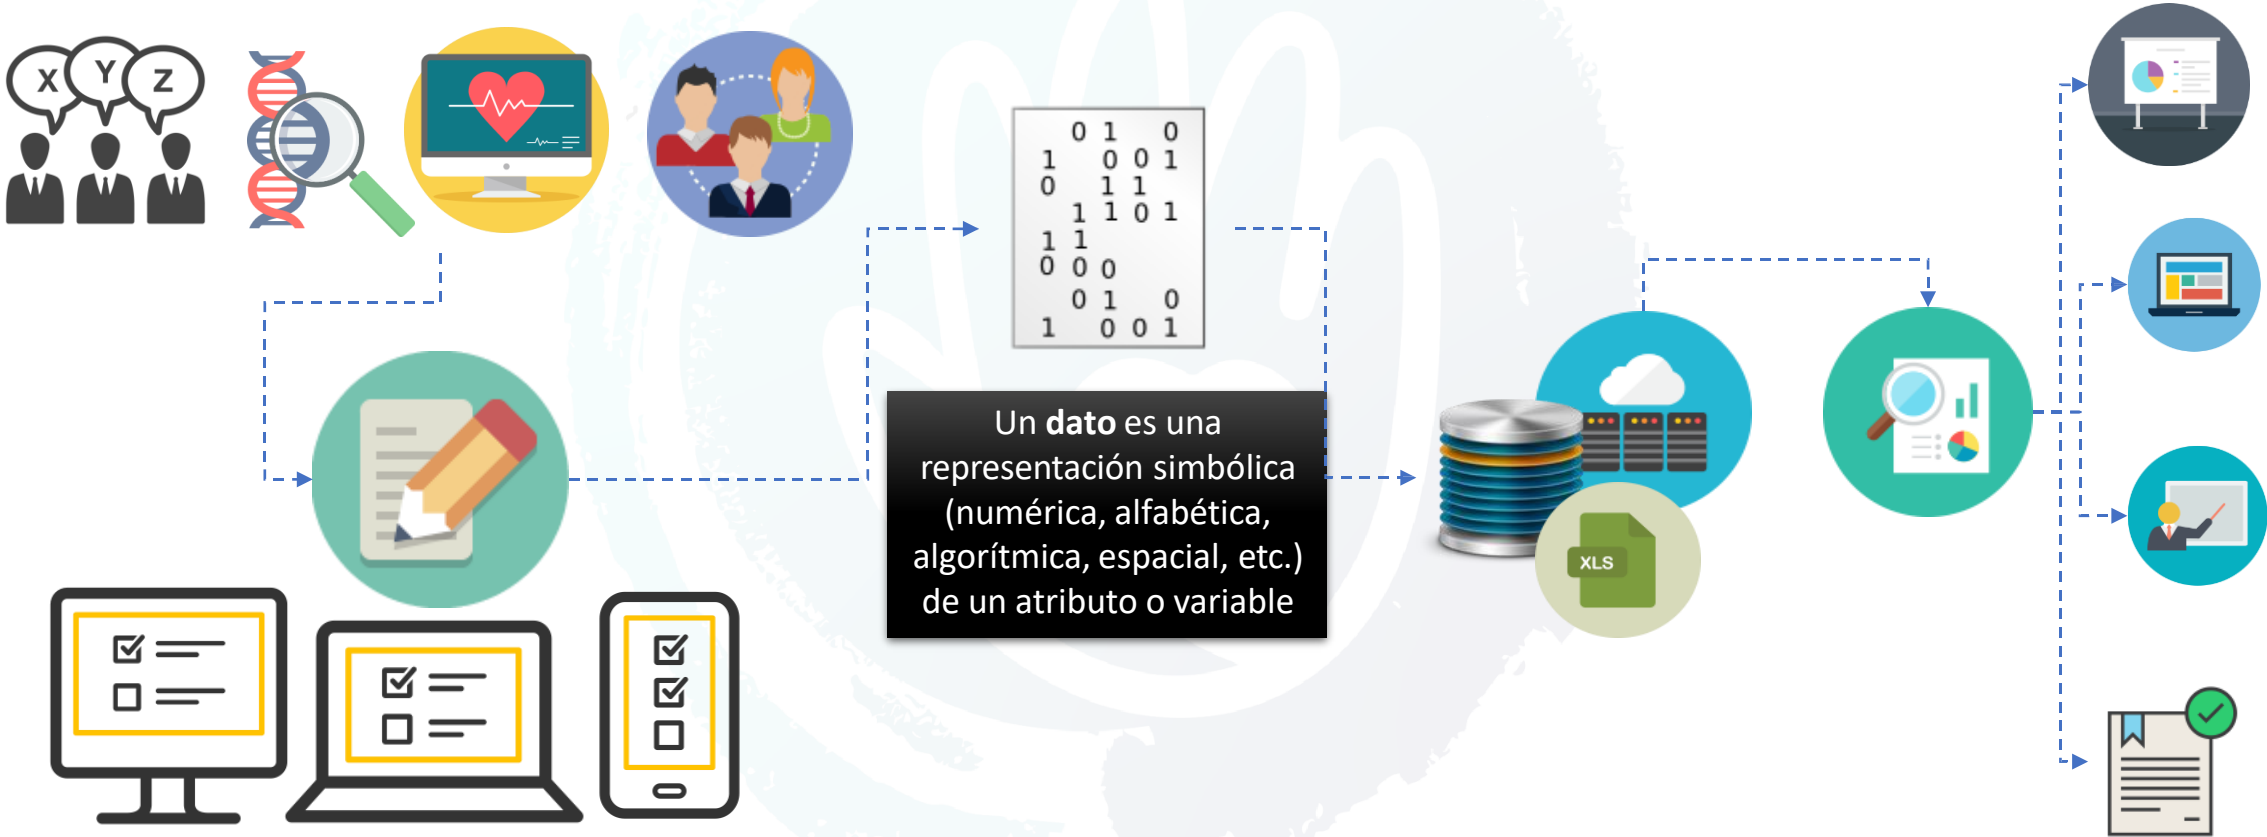 X Y Z
0 1 0
1 0 0 1
0 1 1
1 1 0 1
1 1
0 0 0
0 1 0
1 0 0 1
Un dato es una
representación simbólica
(numérica, alfabética,
algorítmica, espacial, etc.)
de un atributo o variable
XLS